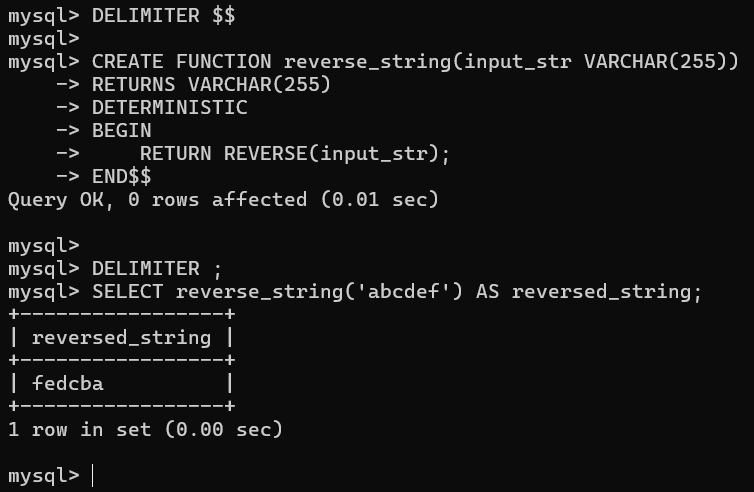 mysql> DELIMITER $$
mysql>
mysql> CREATE FUNCTION reverse_string(input_str VARCHAR(255))
    -> RETURNS VARCHAR(255)
    -> DETERMINISTIC
    -> BEGIN
    ->     RETURN REVERSE(input_str);
    -> END$$
Query OK, 0 rows affected (0.01 sec)

mysql>
mysql> DELIMITER ;
mysql> SELECT reverse_string('abcdef') AS reversed_string;
+-----------------+
| reversed_string |
+-----------------+
| fedcba          |
+-----------------+
1 row in set (0.00 sec)

mysql>